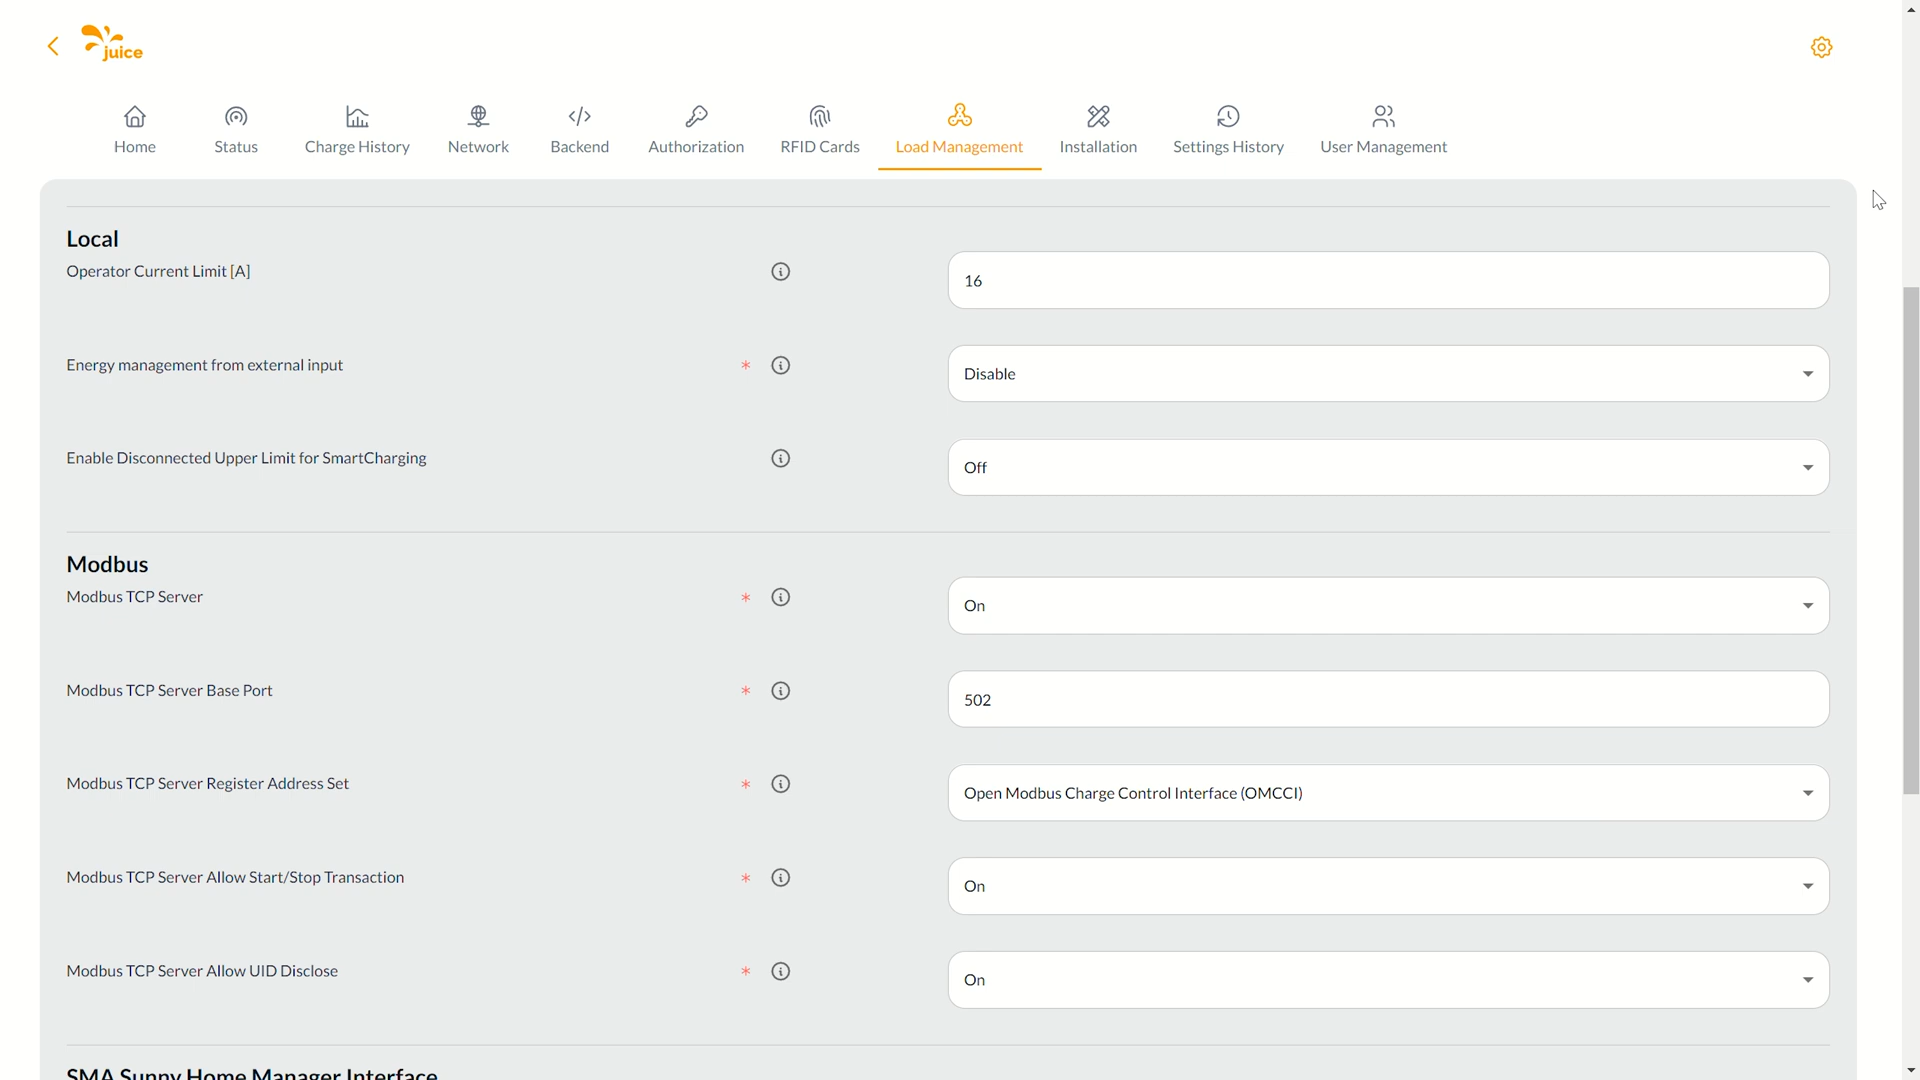 juice
Home
Status
Charge History
Network
Backend
Authorization
RFID Cards
Load Management
Installation
Settings History
User Management
Local
Operator Current Limit [A]
16
Energy management from external input
*
Disable
Enable Disconnected Upper Limit for SmartCharging
Off
Modbus
Modbus TCP Server
*
On
Modbus TCP Server Base Port
*
502
Modbus TCP Server Register Address Set
*
Open Modbus Charge Control Interface (OMCCI)
Modbus TCP Server Allow Start/Stop Transaction
*
On
Modbus TCP Server Allow UID Disclose
*
On
SMA Sunny Home Manager Interface